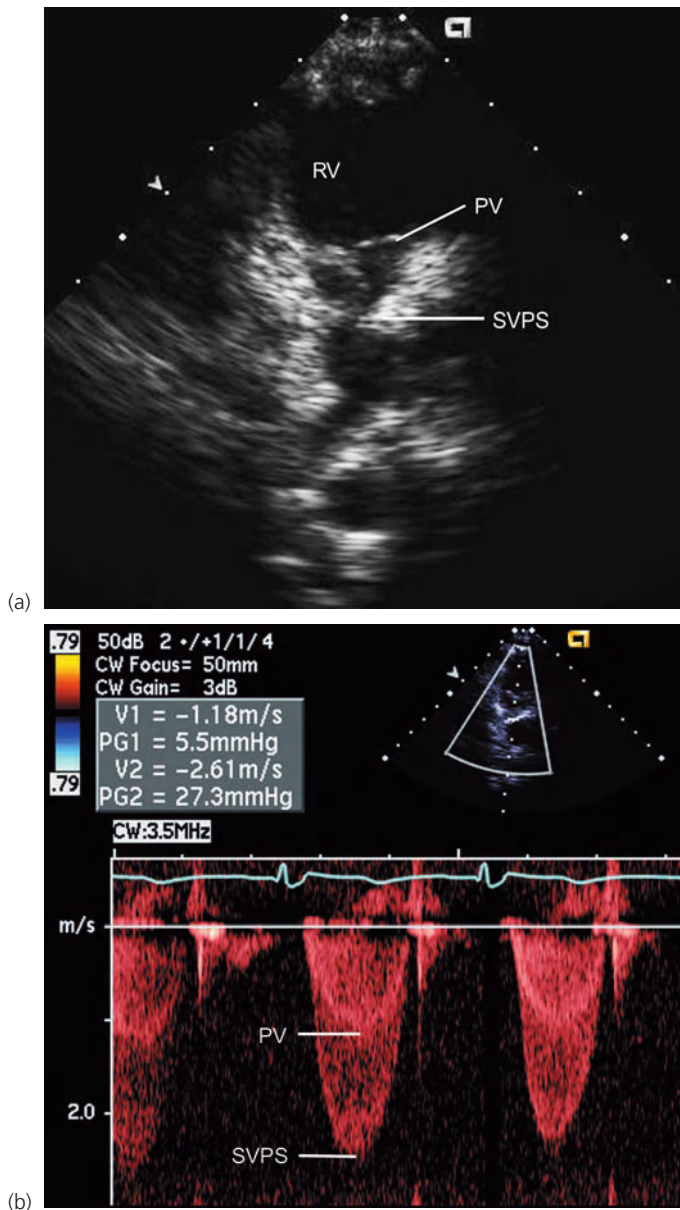 RV
PV
SVPS
(a)
.79
50dB 2 •/+1/1/ 4
CW Focus= 50mm
CW Gain= 3dB
V1 = -1.18m/s
PG1 = 5.5mmHg
V2 = -2.61m/s
PG2 = 27.3mmHg
.79
CW:3.5MHz
m/s
PV
2.0
SVPS
(b)